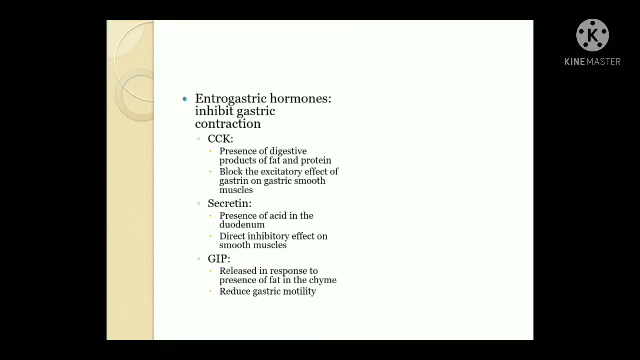 K
KINEMASTER
Entrogastric hormones:
inhibit gastric
contraction
CCK:
Presence of digestive
products of fat and protein
Block the excitatory effect of
gastrin on gastric smooth
muscles
Secretin:
Presence of acid in the
duodenum
Direct inhibitory effect on
smooth muscles
GIP:
Released in response to
presence of fat in the chyme
Reduce gastric motility